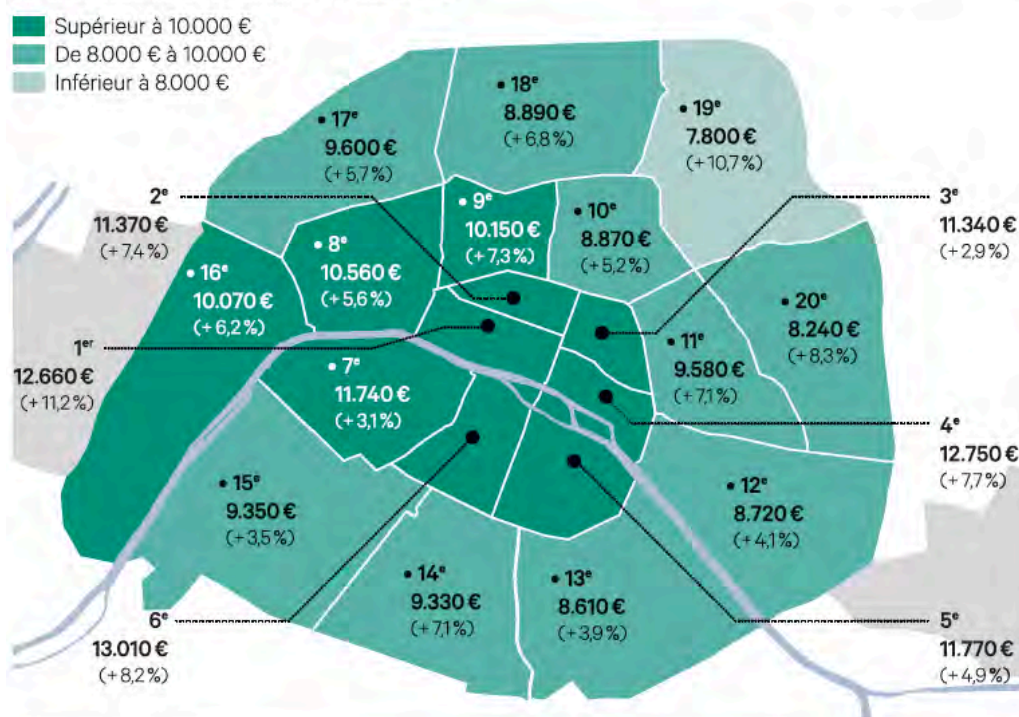 Supérieur à 10.000 €
De 8.000 € à 10.000 €
Inférieur à 8.000 €
18e
8.890 €
(+6,8%)
19e
7.800 €
(+10,7%)
17e
9.600 €
(+5,7%)
2e
11.370 €
(+7,4%)
9e
10.150 €
(+7,3%)
10e
8.870 €
(+5,2%)
3e
11.340 €
(+2,9%)
8e
10.560 €
(+5,6%)
16e
10.070 €
(+6,2%)
20e
8.240 €
(+8,3%)
1er
12.660 €
(+11,2%)
7e
11.740 €
(+3,1%)
11e
9.580 €
(+7,1%)
4e
12.750 €
(+7,7%)
15e
9.350 €
(+3,5%)
12e
8.720 €
(+4,1%)
14e
9.330 €
(+7,1%)
13e
8.610 €
(+3,9%)
6e
13.010 €
(+8,2%)
5e
11.770 €
(+4,9%)